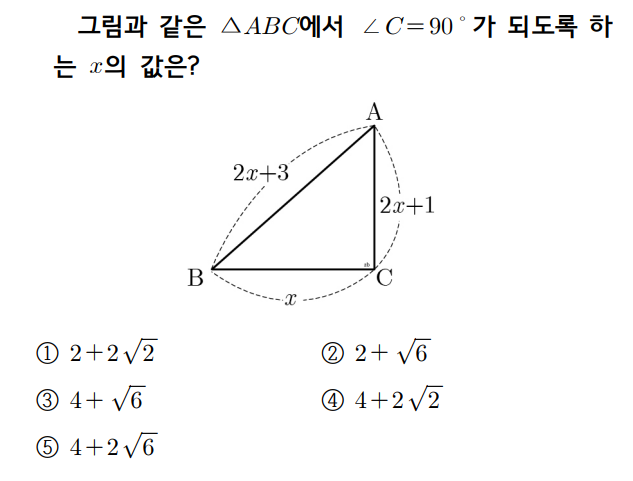 그림과 같은 △ABC에서 ∠C=90°가 되도록 하
는 x의 값은?
A
2x+3
2x+1
B
C
x
① 2+2√2
② 2+√6
③ 4+√6
④ 4+2√2
⑤ 4+2√6